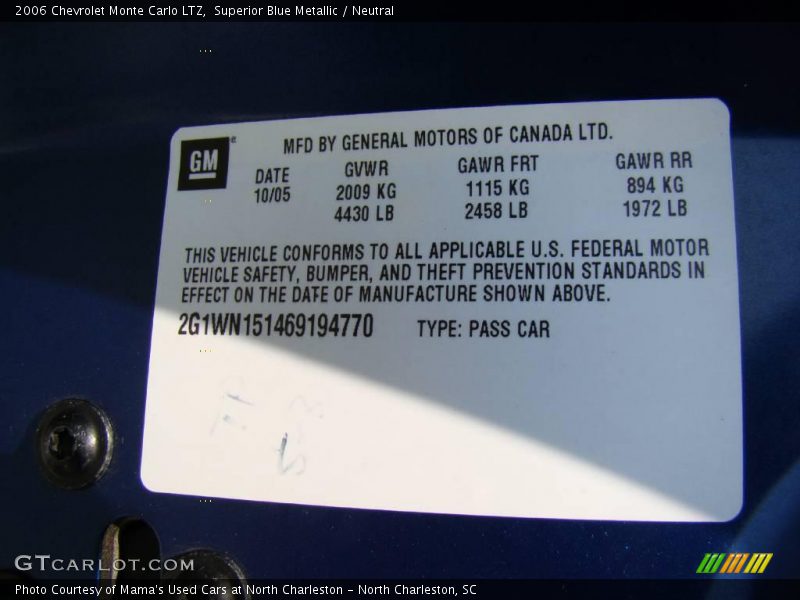 2006 Chevrolet Monte Carlo LTZ, Superior Blue Metallic / Neutral
GM
MFD BY GENERAL MOTORS OF CANADA LTD.
DATE GVWR GAWR FRT GAWR RR
10/05 2009 KG 1115 KG 894 KG
4430 LB 2458 LB 1972 LB
THIS VEHICLE CONFORMS TO ALL APPLICABLE U.S. FEDERAL MOTOR
VEHICLE SAFETY, BUMPER, AND THEFT PREVENTION STANDARDS IN
EFFECT ON THE DATE OF MANUFACTURE SHOWN ABOVE.
2G1WN151469194770 TYPE: PASS CAR
GTCARLOT.COM
Photo Courtesy of Mama's Used Cars at North Charleston - North Charleston, SC